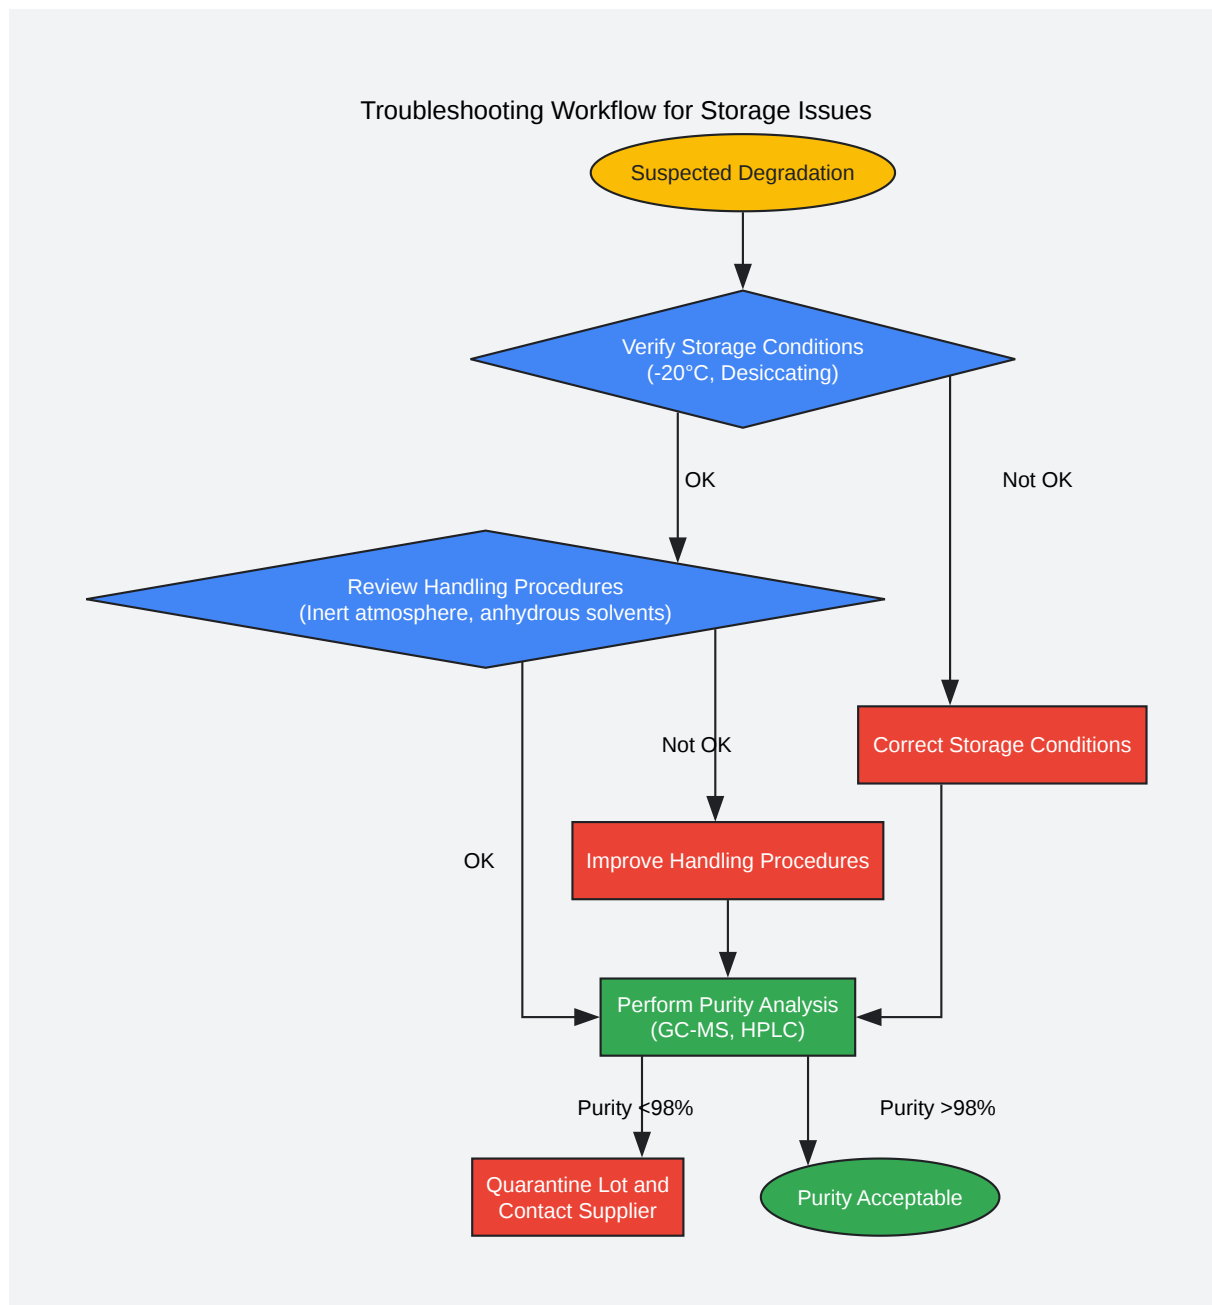 Troubleshooting Workflow for Storage Issues
Suspected Degradation
Verify Storage Conditions
(-20°C, Desiccating)
OK
Not OK
Review Handling Procedures
(Inert atmosphere, anhydrous solvents)
Not OK
Correct Storage Conditions
OK
Improve Handling Procedures
Perform Purity Analysis
(GC-MS, HPLC)
Purity <98%
Purity >98%
Quarantine Lot and
Contact Supplier
Purity Acceptable